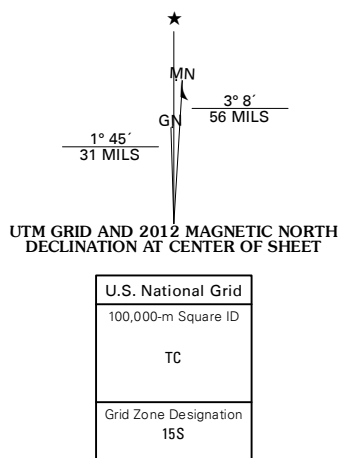 ★
MN
3° 8´
56 MILS
GN
1° 45´
31 MILS
UTM GRID AND 2012 MAGNETIC NORTH
DECLINATION AT CENTER OF SHEET
U.S. National Grid
100,000-m Square ID
TC
Grid Zone Designation
15S